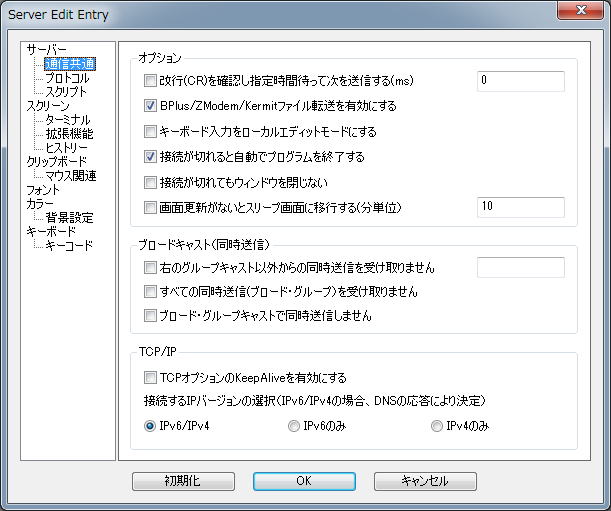 Server Edit Entry
サーバー
通信共通
プロトコル
スクリプト
スクリーン
ターミナル
拡張機能
ヒストリー
クリップボード
マウス関連
フォント
カラー
背景設定
キーボード
キーコード
オプション
改行(CR)を確認し指定時間待って次を送信する(ms)
0
BPlus/ZModem/Kermitファイル転送を有効にする
キーボード入力をローカルエディットモードにする
接続が切れると自動でプログラムを終了する
接続が切れてもウィンドウを閉じない
画面更新がないとスリープ画面に移行する(分単位)
10
ブロードキャスト(同時送信)
右のグループキャスト以外からの同時送信を受け取りません
すべての同時送信(ブロード・グループ)を受け取りません
ブロード・グループキャストで同時送信しません
TCP/IP
TCPオプションのKeepAliveを有効にする
接続するIPバージョンの選択(IPv6/IPv4の場合、DNSの応答により決定)
IPv6/IPv4
IPv6のみ
IPv4のみ
初期化
OK
キャンセル